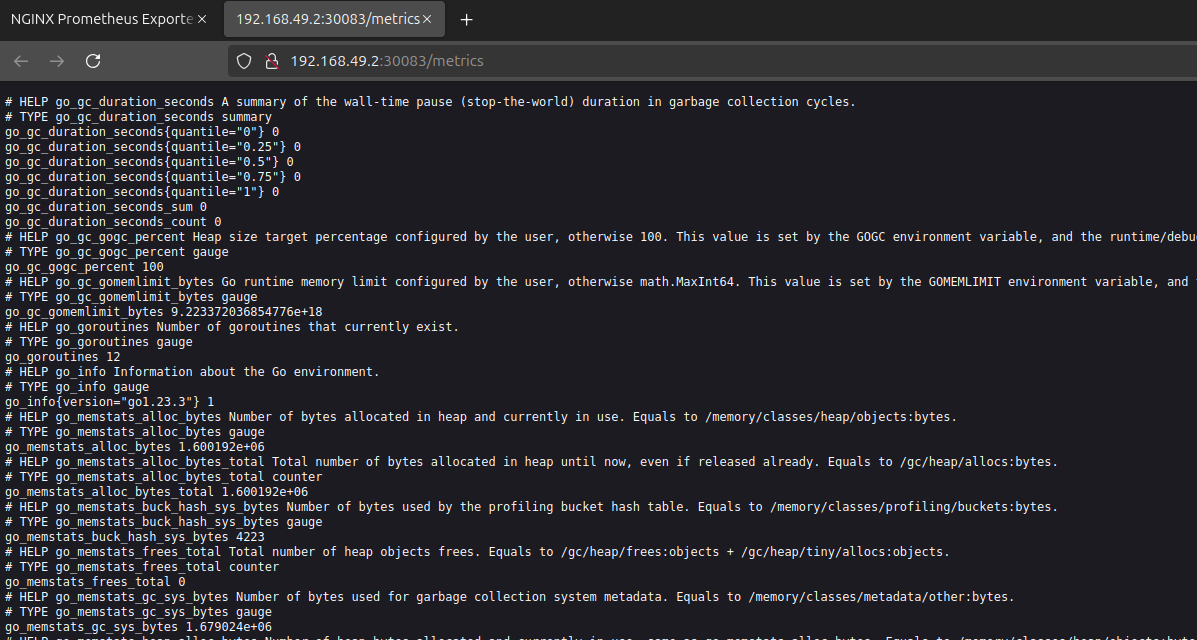 NGINX Prometheus Exporte
192.168.49.2:30083/metrics
192.168.49.2:30083/metrics
# HELP go_gc_duration_seconds A summary of the wall-time pause (stop-the-world) duration in garbage collection cycles.
# TYPE go_gc_duration_seconds summary
go_gc_duration_seconds{quantile="0"} 0
go_gc_duration_seconds{quantile="0.25"} 0
go_gc_duration_seconds{quantile="0.5"} 0
go_gc_duration_seconds{quantile="0.75"} 0
go_gc_duration_seconds{quantile="1"} 0
go_gc_duration_seconds_sum 0
go_gc_duration_seconds_count 0
# HELP go_gc_gogc_percent Heap size target percentage configured by the user, otherwise 100. This value is set by the GOGC environment variable, and the runtime/debu
# TYPE go_gc_gogc_percent gauge
go_gc_gogc_percent 100
# HELP go_gc_gomemlimit_bytes Go runtime memory limit configured by the user, otherwise math.MaxInt64. This value is set by the GOMEMLIMIT environment variable, and
# TYPE go_gc_gomemlimit_bytes gauge
go_gc_gomemlimit_bytes 9.223372036854776e+18
# HELP go_goroutines Number of goroutines that currently exist.
# TYPE go_goroutines gauge
go_goroutines 12
# HELP go_info Information about the Go environment.
# TYPE go_info gauge
go_info{version="go1.23.3"} 1
# HELP go_memstats_alloc_bytes Number of bytes allocated in heap and currently in use. Equals to /memory/classes/heap/objects:bytes.
# TYPE go_memstats_alloc_bytes gauge
go_memstats_alloc_bytes 1.600192e+06
# HELP go_memstats_alloc_bytes_total Total number of bytes allocated in heap until now, even if released already. Equals to /gc/heap/allocs:bytes.
# TYPE go_memstats_alloc_bytes_total counter
go_memstats_alloc_bytes_total 1.600192e+06
# HELP go_memstats_buck_hash_sys_bytes Number of bytes used by the profiling bucket hash table. Equals to /memory/classes/profiling/buckets:bytes.
# TYPE go_memstats_buck_hash_sys_bytes gauge
go_memstats_buck_hash_sys_bytes 4223
# HELP go_memstats_frees_total Total number of heap objects frees. Equals to /gc/heap/frees:objects + /gc/heap/tiny/allocs:objects.
# TYPE go_memstats_frees_total counter
go_memstats_frees_total 0
# HELP go_memstats_gc_sys_bytes Number of bytes used for garbage collection system metadata. Equals to /memory/classes/metadata/other:bytes.
# TYPE go_memstats_gc_sys_bytes gauge
go_memstats_gc_sys_bytes 1.679024e+06